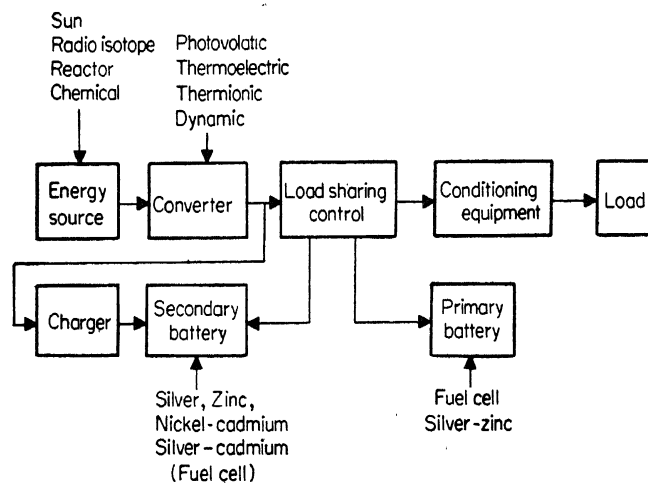 Sun
Radio isotope
Reactor
Chemical
Photovolatic
Thermoelectric
Thermionic
Dynamic
Energy
source
Converter
Load sharing
control
Conditioning
equipment
Load
Charger
Secondary
battery
Primary
battery
Silver, Zinc,
Nickel-cadmium
Silver-cadmium
(Fuel cell)
Fuel cell
Silver-zinc